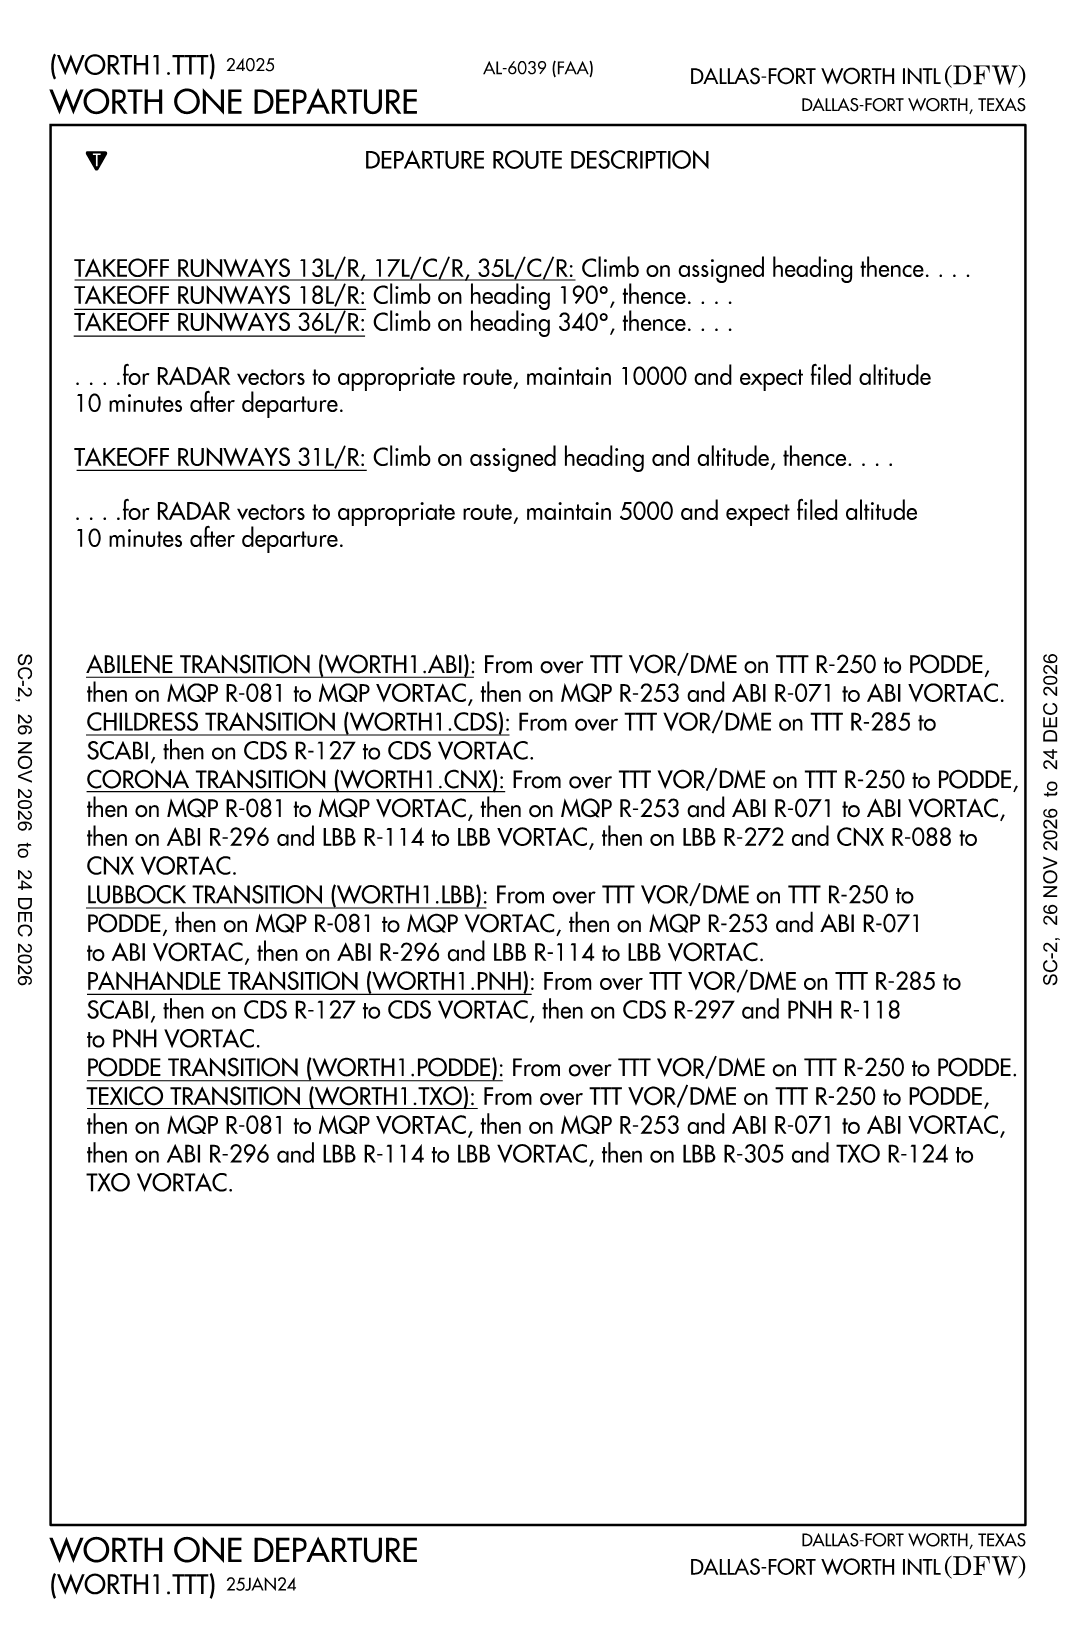 (WORTH1.TTT) 24025
AL-6039 (FAA)
DALLAS-FORT WORTH INTL (DFW)
WORTH ONE DEPARTURE
DALLAS-FORT WORTH, TEXAS
T
DEPARTURE ROUTE DESCRIPTION
TAKEOFF RUNWAYS 13L/R, 17L/C/R, 35L/C/R: Climb on assigned heading thence. . . .
TAKEOFF RUNWAYS 18L/R: Climb on heading 190°, thence. . . .
TAKEOFF RUNWAYS 36L/R: Climb on heading 340°, thence. . . .
. . . .for RADAR vectors to appropriate route, maintain 10000 and expect filed altitude
10 minutes after departure.
TAKEOFF RUNWAYS 31L/R: Climb on assigned heading and altitude, thence. . . .
. . . .for RADAR vectors to appropriate route, maintain 5000 and expect filed altitude
10 minutes after departure.
ABILENE TRANSITION (WORTH1.ABI): From over TTT VOR/DME on TTT R-250 to PODDE,
then on MQP R-081 to MQP VORTAC, then on MQP R-253 and ABI R-071 to ABI VORTAC.
CHILDRESS TRANSITION (WORTH1.CDS): From over TTT VOR/DME on TTT R-285 to
SCABI, then on CDS R-127 to CDS VORTAC.
CORONA TRANSITION (WORTH1.CNX): From over TTT VOR/DME on TTT R-250 to PODDE,
then on MQP R-081 to MQP VORTAC, then on MQP R-253 and ABI R-071 to ABI VORTAC,
then on ABI R-296 and LBB R-114 to LBB VORTAC, then on LBB R-272 and CNX R-088 to
CNX VORTAC.
LUBBOCK TRANSITION (WORTH1.LBB): From over TTT VOR/DME on TTT R-250 to
PODDE, then on MQP R-081 to MQP VORTAC, then on MQP R-253 and ABI R-071
to ABI VORTAC, then on ABI R-296 and LBB R-114 to LBB VORTAC.
PANHANDLE TRANSITION (WORTH1.PNH): From over TTT VOR/DME on TTT R-285 to
SCABI, then on CDS R-127 to CDS VORTAC, then on CDS R-297 and PNH R-118
to PNH VORTAC.
PODDE TRANSITION (WORTH1.PODDE): From over TTT VOR/DME on TTT R-250 to PODDE.
TEXICO TRANSITION (WORTH1.TXO): From over TTT VOR/DME on TTT R-250 to PODDE,
then on MQP R-081 to MQP VORTAC, then on MQP R-253 and ABI R-071 to ABI VORTAC,
then on ABI R-296 and LBB R-114 to LBB VORTAC, then on LBB R-305 and TXO R-124 to
TXO VORTAC.
SC-2, 26 NOV 2026 to 24 DEC 2026
SC-2, 26 NOV 2026 to 24 DEC 2026
WORTH ONE DEPARTURE
DALLAS-FORT WORTH, TEXAS
(WORTH1.TTT) 25JAN24
DALLAS-FORT WORTH INTL (DFW)